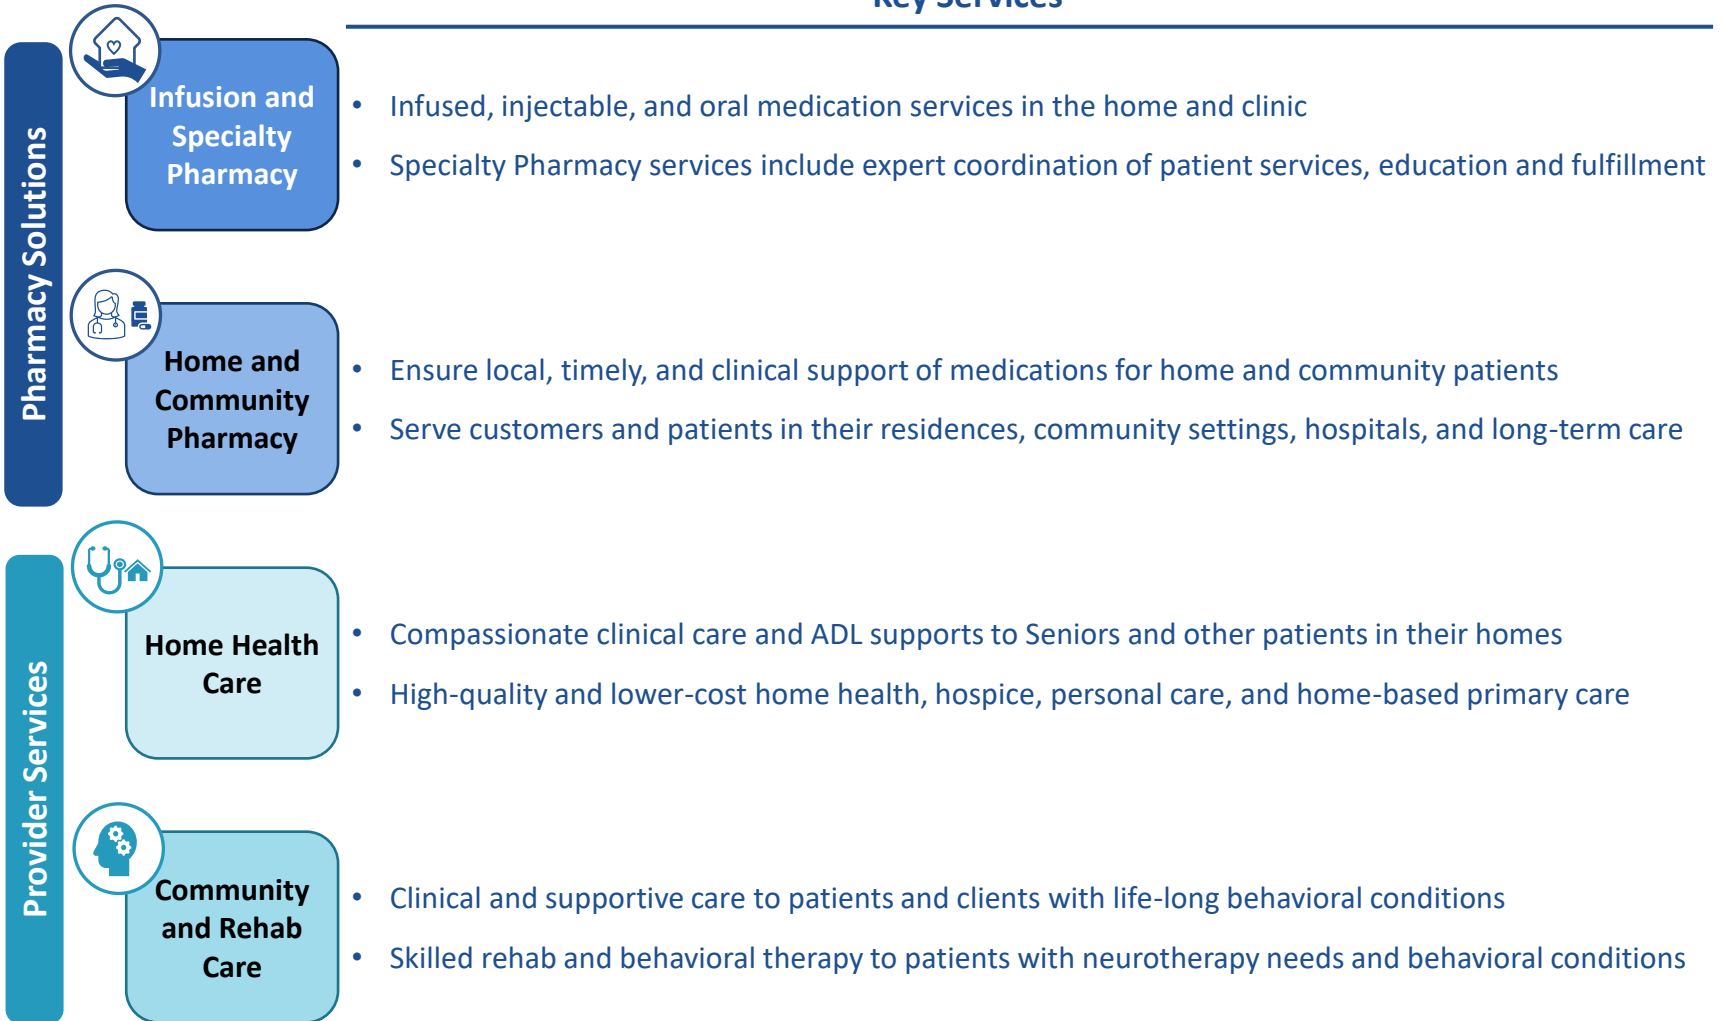 Key Services
Pharmacy Solutions
Infusion and
Specialty
Pharmacy
• Infused, injectable, and oral medication services in the home and clinic
• Specialty Pharmacy services include expert coordination of patient services, education and fulfillment
Home and
Community
Pharmacy
• Ensure local, timely, and clinical support of medications for home and community patients
• Serve customers and patients in their residences, community settings, hospitals, and long-term care
Provider Services
Home Health
Care
• Compassionate clinical care and ADL supports to Seniors and other patients in their homes
• High-quality and lower-cost home health, hospice, personal care, and home-based primary care
Community
and Rehab
Care
• Clinical and supportive care to patients and clients with life-long behavioral conditions
• Skilled rehab and behavioral therapy to patients with neurotherapy needs and behavioral conditions